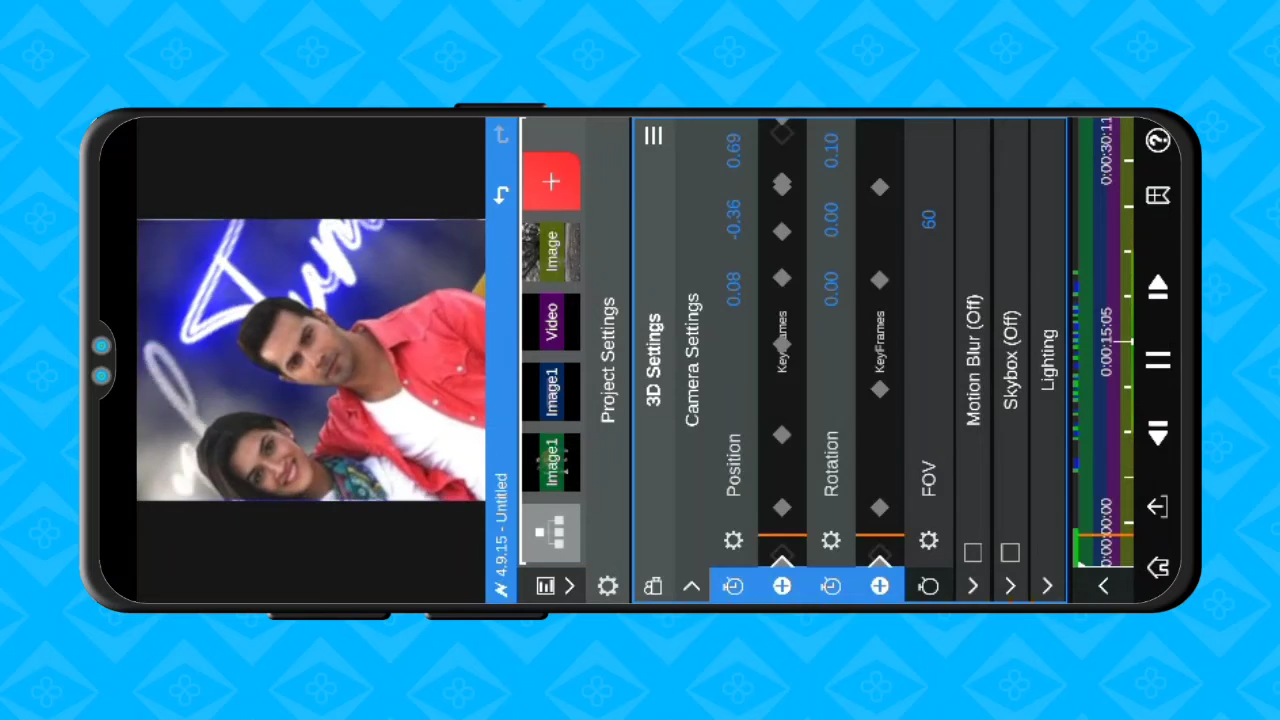 Tum
4.9.15 - Untitled
Image1
Image1
Video
Image
+
Project Settings
3D Settings
Camera Settings
Position 0.08 -0.36 0.69
KeyFrames
Rotation 0.00 0.00 0.10
KeyFrames
FOV 60
Motion Blur (Off)
Skybox (Off)
Lighting
0:00:00:00 0:00:15:05 0:00:30:11